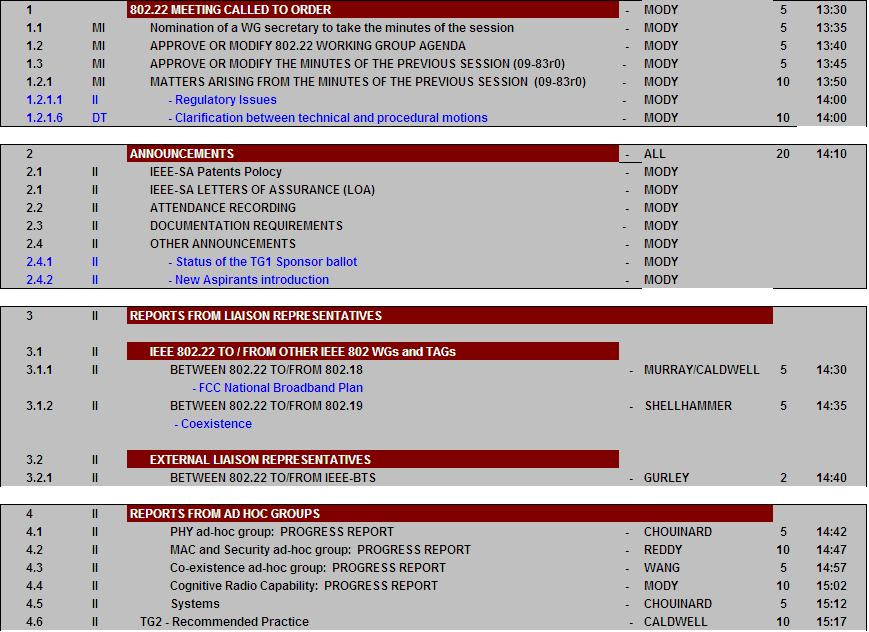 1 802.22 MEETING CALLED TO ORDER - MODY 5 13:30
1.1 MI Nomination of a WG secretary to take the minutes of the session - MODY 5 13:35
1.2 MI APPROVE OR MODIFY 802.22 WORKING GROUP AGENDA - MODY 5 13:40
1.3 MI APPROVE OR MODIFY THE MINUTES OF THE PREVIOUS SESSION (09-83r0) - MODY 5 13:45
1.2.1 MI MATTERS ARISING FROM THE MINUTES OF THE PREVIOUS SESSION (09-83r0) - MODY 10 13:50
1.2.1.1 II - Regulatory Issues - MODY 14:00
1.2.1.6 DT - Clarification between technical and procedural motions - MODY 10 14:00
2 ANNOUNCEMENTS - ALL 20 14:10
2.1 II IEEE-SA Patents Polocy - MODY
2.1 II IEEE-SA LETTERS OF ASSURANCE (LOA) - MODY
2.2 II ATTENDANCE RECORDING - MODY
2.3 II DOCUMENTATION REQUIREMENTS - MODY
2.4 II OTHER ANNOUNCEMENTS - MODY
2.4.1 II - Status of the TG1 Sponsor ballot - MODY
2.4.2 II - New Aspirants introduction - MODY
3 II REPORTS FROM LIAISON REPRESENTATIVES
3.1 II IEEE 802.22 TO / FROM OTHER IEEE 802 WGs and TAGs
3.1.1 II BETWEEN 802.22 TO/FROM 802.18 - MURRAY/CALDWELL 5 14:30
- FCC National Broadband Plan
3.1.2 II BETWEEN 802.22 TO/FROM 802.19 - SHELLHAMMER 5 14:35
- Coexistence
3.2 II EXTERNAL LIAISON REPRESENTATIVES
3.2.1 II BETWEEN 802.22 TO/FROM IEEE-BTS - GURLEY 2 14:40
4 II REPORTS FROM AD HOC GROUPS
4.1 II PHY ad-hoc group: PROGRESS REPORT - CHOUINARD 5 14:42
4.2 II MAC and Security ad-hoc group: PROGRESS REPORT - REDDY 10 14:47
4.3 II Co-existence ad-hoc group: PROGRESS REPORT - WANG 5 14:57
4.4 II Cognitive Radio Capability: PROGRESS REPORT - MODY 10 15:02
4.5 II Systems - CHOUINARD 5 15:12
4.6 II TG2 - Recommended Practice - CALDWELL 10 15:17